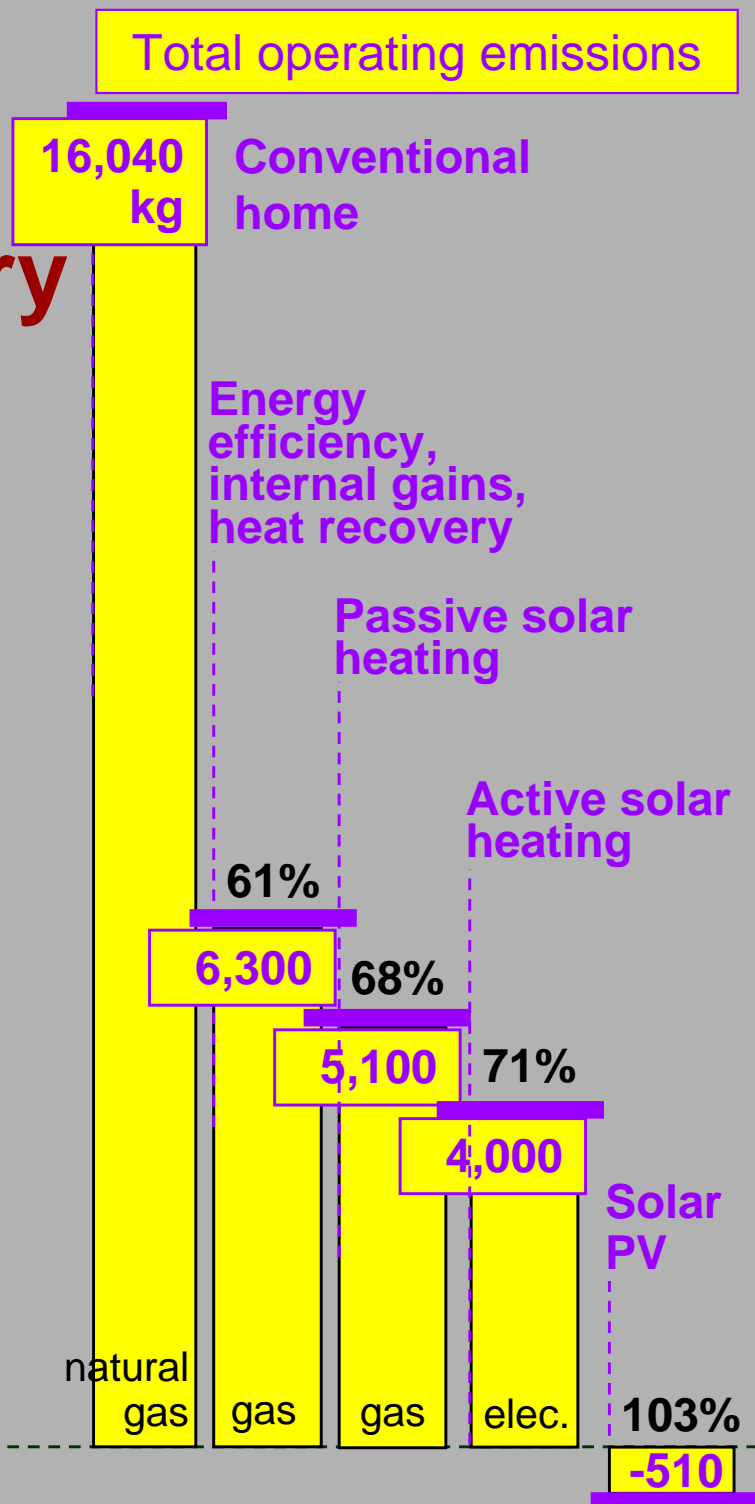 Total operating emissions
16,040
kg
Conventional
home
ry
Energy
efficiency,
internal gains,
heat recovery
Passive solar
heating
Active solar
heating
61%
6,300
68%
5,100
71%
4,000
Solar
PV
natural
gas
gas
gas
elec.
103%
-510